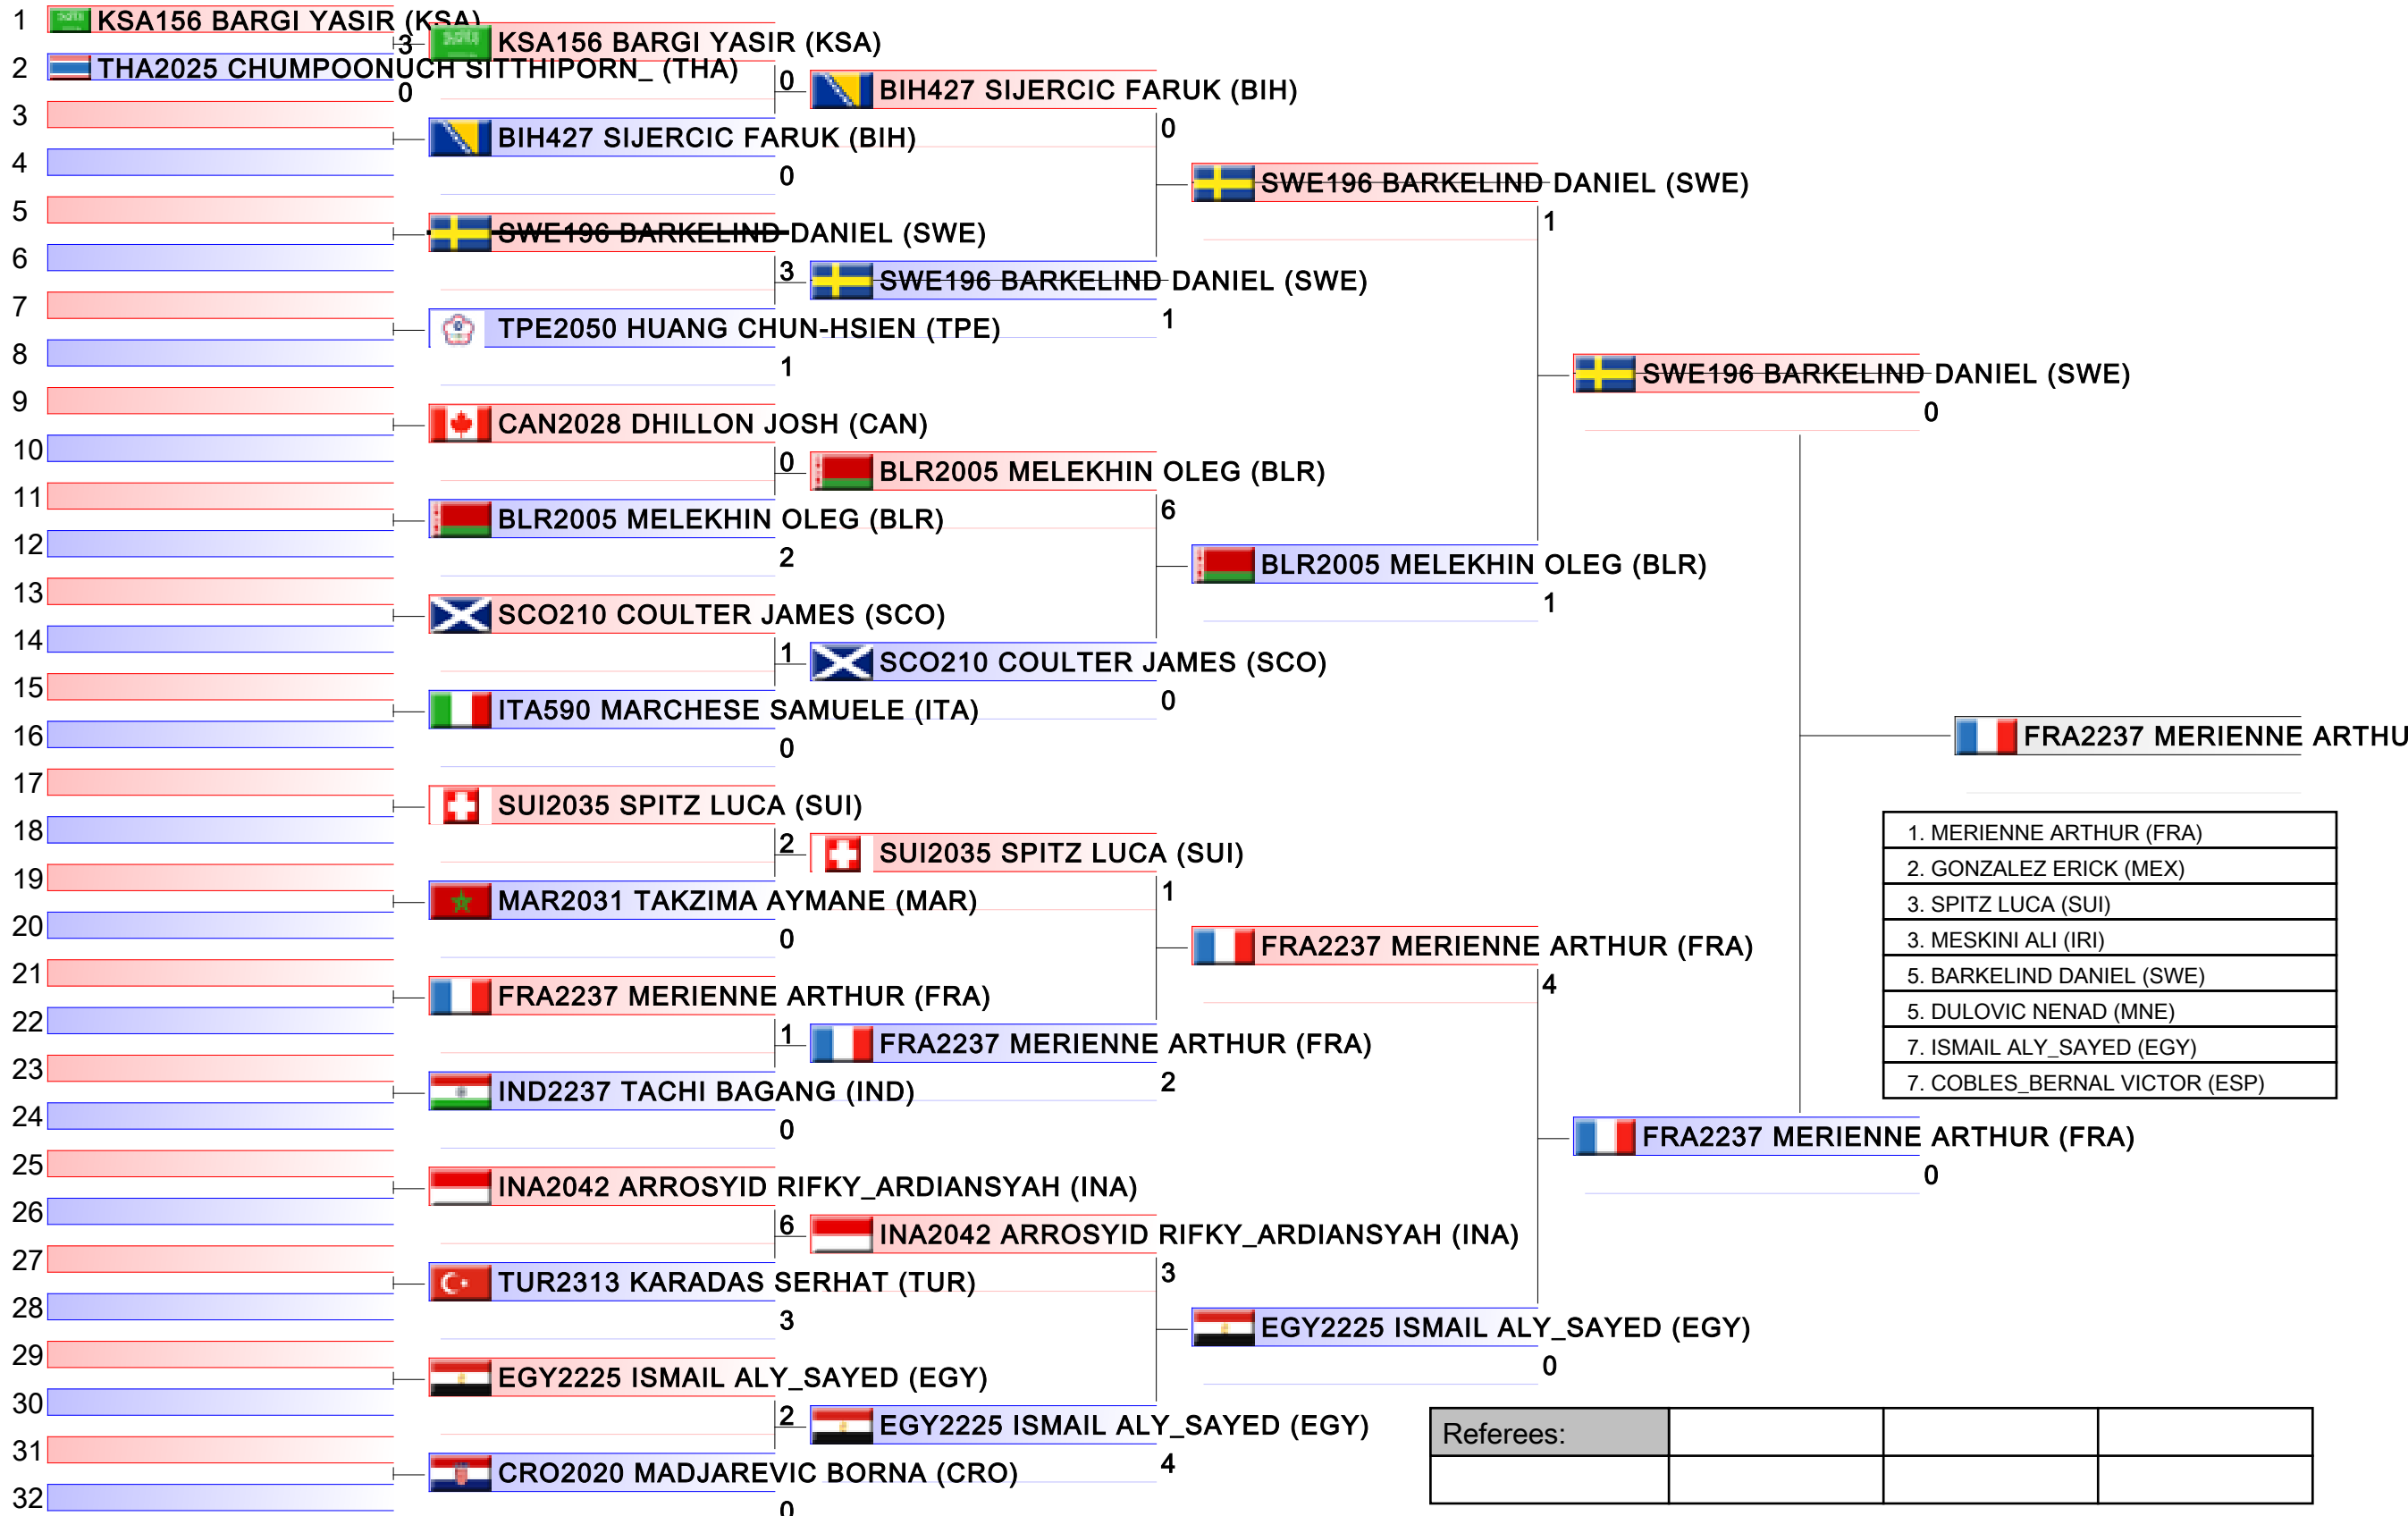 1 KSA156 BARGI YASIR (KSA)
3
2 THA2025 CHUMPOONUCH SITTHIPORN_ (THA)
0
3
4
5
6
7
8
9
10
11
12
13
14
15
16
17
18
19
20
21
22
23
24
25
26
27
28
29
30
31
32
KSA156 BARGI YASIR (KSA)
0
BIH427 SIJERCIC FARUK (BIH)
0
SWE196 BARKELIND DANIEL (SWE)
3
TPE2050 HUANG CHUN-HSIEN (TPE)
1
CAN2028 DHILLON JOSH (CAN)
0
BLR2005 MELEKHIN OLEG (BLR)
2
SCO210 COULTER JAMES (SCO)
1
ITA590 MARCHESE SAMUELE (ITA)
0
SUI2035 SPITZ LUCA (SUI)
2
MAR2031 TAKZIMA AYMANE (MAR)
0
FRA2237 MERIENNE ARTHUR (FRA)
1
IND2237 TACHI BAGANG (IND)
0
INA2042 ARROSYID RIFKY_ARDIANSYAH (INA)
6
TUR2313 KARADAS SERHAT (TUR)
3
EGY2225 ISMAIL ALY_SAYED (EGY)
2
CRO2020 MADJAREVIC BORNA (CRO)
0
BIH427 SIJERCIC FARUK (BIH)
0
SWE196 BARKELIND DANIEL (SWE)
1
BLR2005 MELEKHIN OLEG (BLR)
6
SCO210 COULTER JAMES (SCO)
0
SUI2035 SPITZ LUCA (SUI)
1
FRA2237 MERIENNE ARTHUR (FRA)
2
INA2042 ARROSYID RIFKY_ARDIANSYAH (INA)
3
EGY2225 ISMAIL ALY_SAYED (EGY)
4
SWE196 BARKELIND DANIEL (SWE)
1
BLR2005 MELEKHIN OLEG (BLR)
1
FRA2237 MERIENNE ARTHUR (FRA)
4
EGY2225 ISMAIL ALY_SAYED (EGY)
0
SWE196 BARKELIND DANIEL (SWE)
0
FRA2237 MERIENNE ARTHUR (FRA)
0
FRA2237 MERIENNE ARTHU
1. MERIENNE ARTHUR (FRA)
2. GONZALEZ ERICK (MEX)
3. SPITZ LUCA (SUI)
3. MESKINI ALI (IRI)
5. BARKELIND DANIEL (SWE)
5. DULOVIC NENAD (MNE)
7. ISMAIL ALY_SAYED (EGY)
7. COBLES_BERNAL VICTOR (ESP)
Referees: